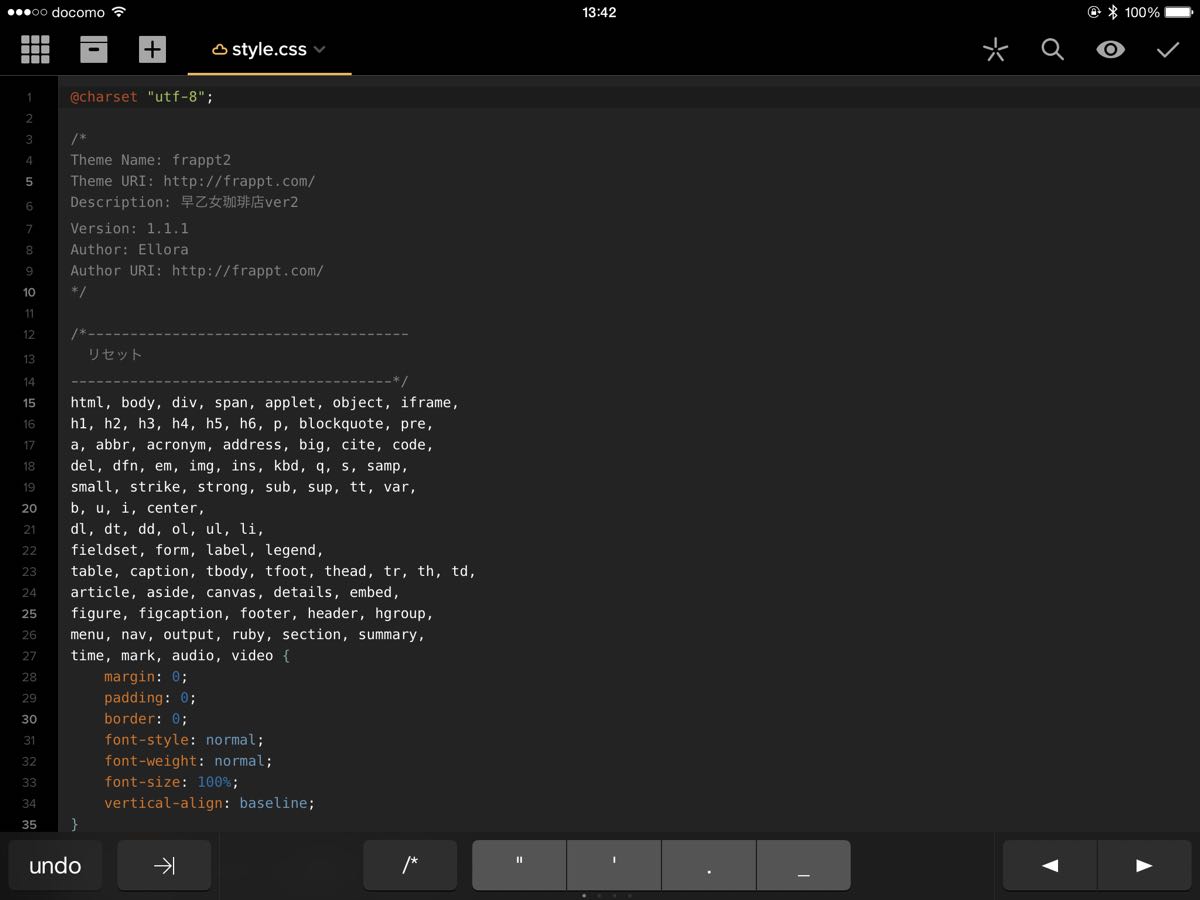 docomo 13:42 100%
style.css
1 @charset "utf-8";
2
3 /*
4 Theme Name: frappt2
5 Theme URI: http://frappt.com/
6 Description: 早乙女珈琲店ver2
7 Version: 1.1.1
8 Author: Ellora
9 Author URI: http://frappt.com/
10 */
11
12 /*--------------------------------------
13 リセット
14 --------------------------------------*/
15 html, body, div, span, applet, object, iframe,
16 h1, h2, h3, h4, h5, h6, p, blockquote, pre,
17 a, abbr, acronym, address, big, cite, code,
18 del, dfn, em, img, ins, kbd, q, s, samp,
19 small, strike, strong, sub, sup, tt, var,
20 b, u, i, center,
21 dl, dt, dd, ol, ul, li,
22 fieldset, form, label, legend,
23 table, caption, tbody, tfoot, thead, tr, th, td,
24 article, aside, canvas, details, embed,
25 figure, figcaption, footer, header, hgroup,
26 menu, nav, output, ruby, section, summary,
27 time, mark, audio, video {
28 margin: 0;
29 padding: 0;
30 border: 0;
31 font-style: normal;
32 font-weight: normal;
33 font-size: 100%;
34 vertical-align: baseline;
35 }
undo /* " ' . _